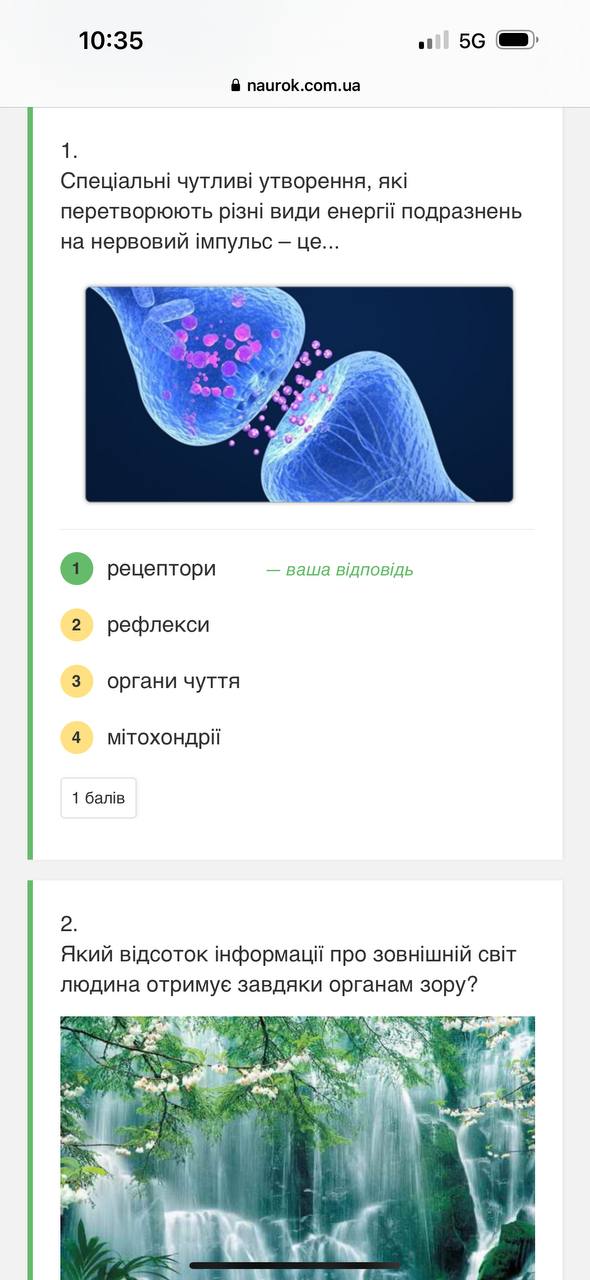 10:35
5G
naurok.com.ua
1.
Спеціальні чутливі утворення, які
перетворюють різні види енергії подразнень
на нервовий імпульс – це...
1 рецептори — ваша відповідь
2 рефлекси
3 органи чуття
4 мітохондрії
1 балів
2.
Який відсоток інформації про зовнішній світ
людина отримує завдяки органам зору?